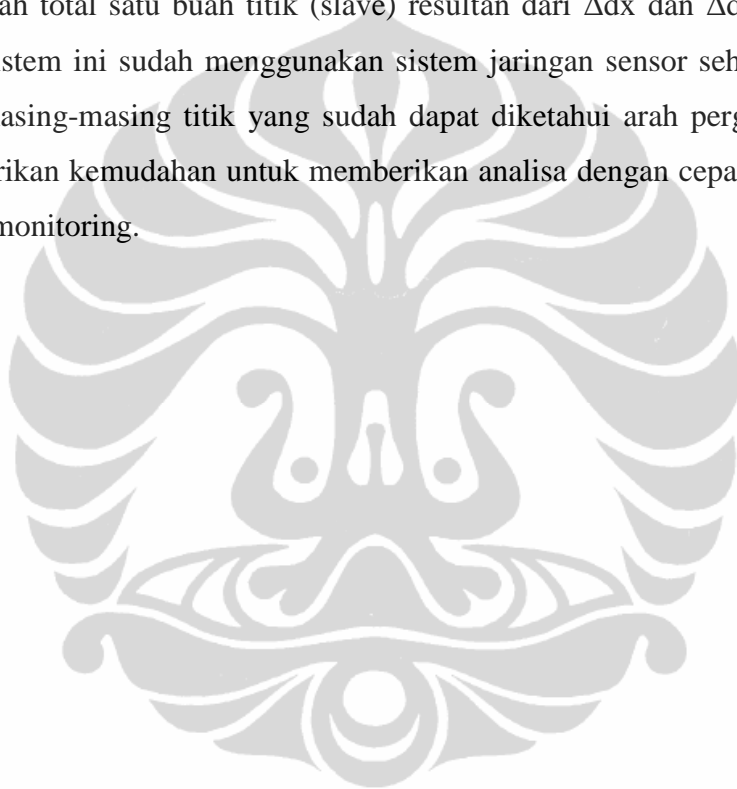 ah total satu buah titik (slave) resultan dari Δdx dan Δd
istem ini sudah menggunakan sistem jaringan sensor seh
asing-masing titik yang sudah dapat diketahui arah perg
rikan kemudahan untuk memberikan analisa dengan cepa
monitoring.